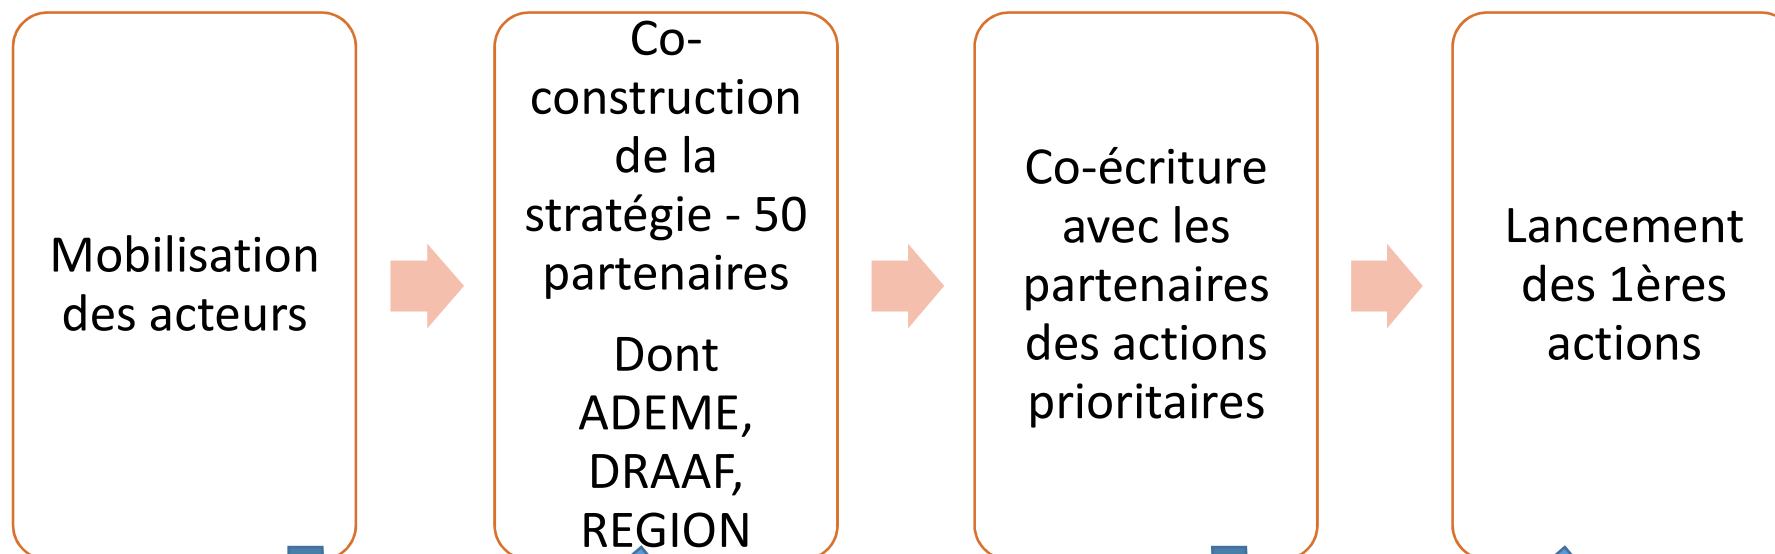 Mobilisation
des acteurs
Co-
construction
de la
stratégie - 50
partenaires
Dont
ADEME,
DRAAF,
REGION
Co-écriture
avec les
partenaires
des actions
prioritaires
Lancement
des 1ères
actions